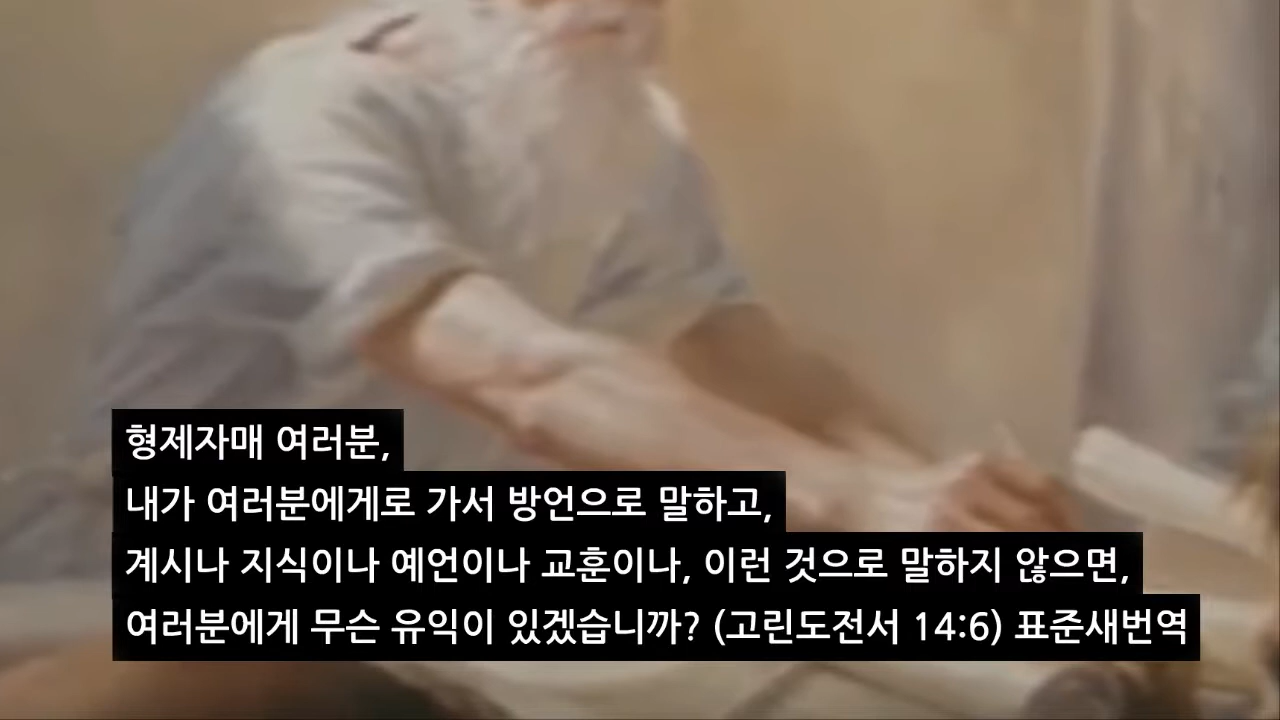 형제자매 여러분,
내가 여러분에게로 가서 방언으로 말하고,
계시나 지식이나 예언이나 교훈이나, 이런 것으로 말하지 않으면,
여러분에게 무슨 유익이 있겠습니까? (고린도전서 14:6) 표준새번역